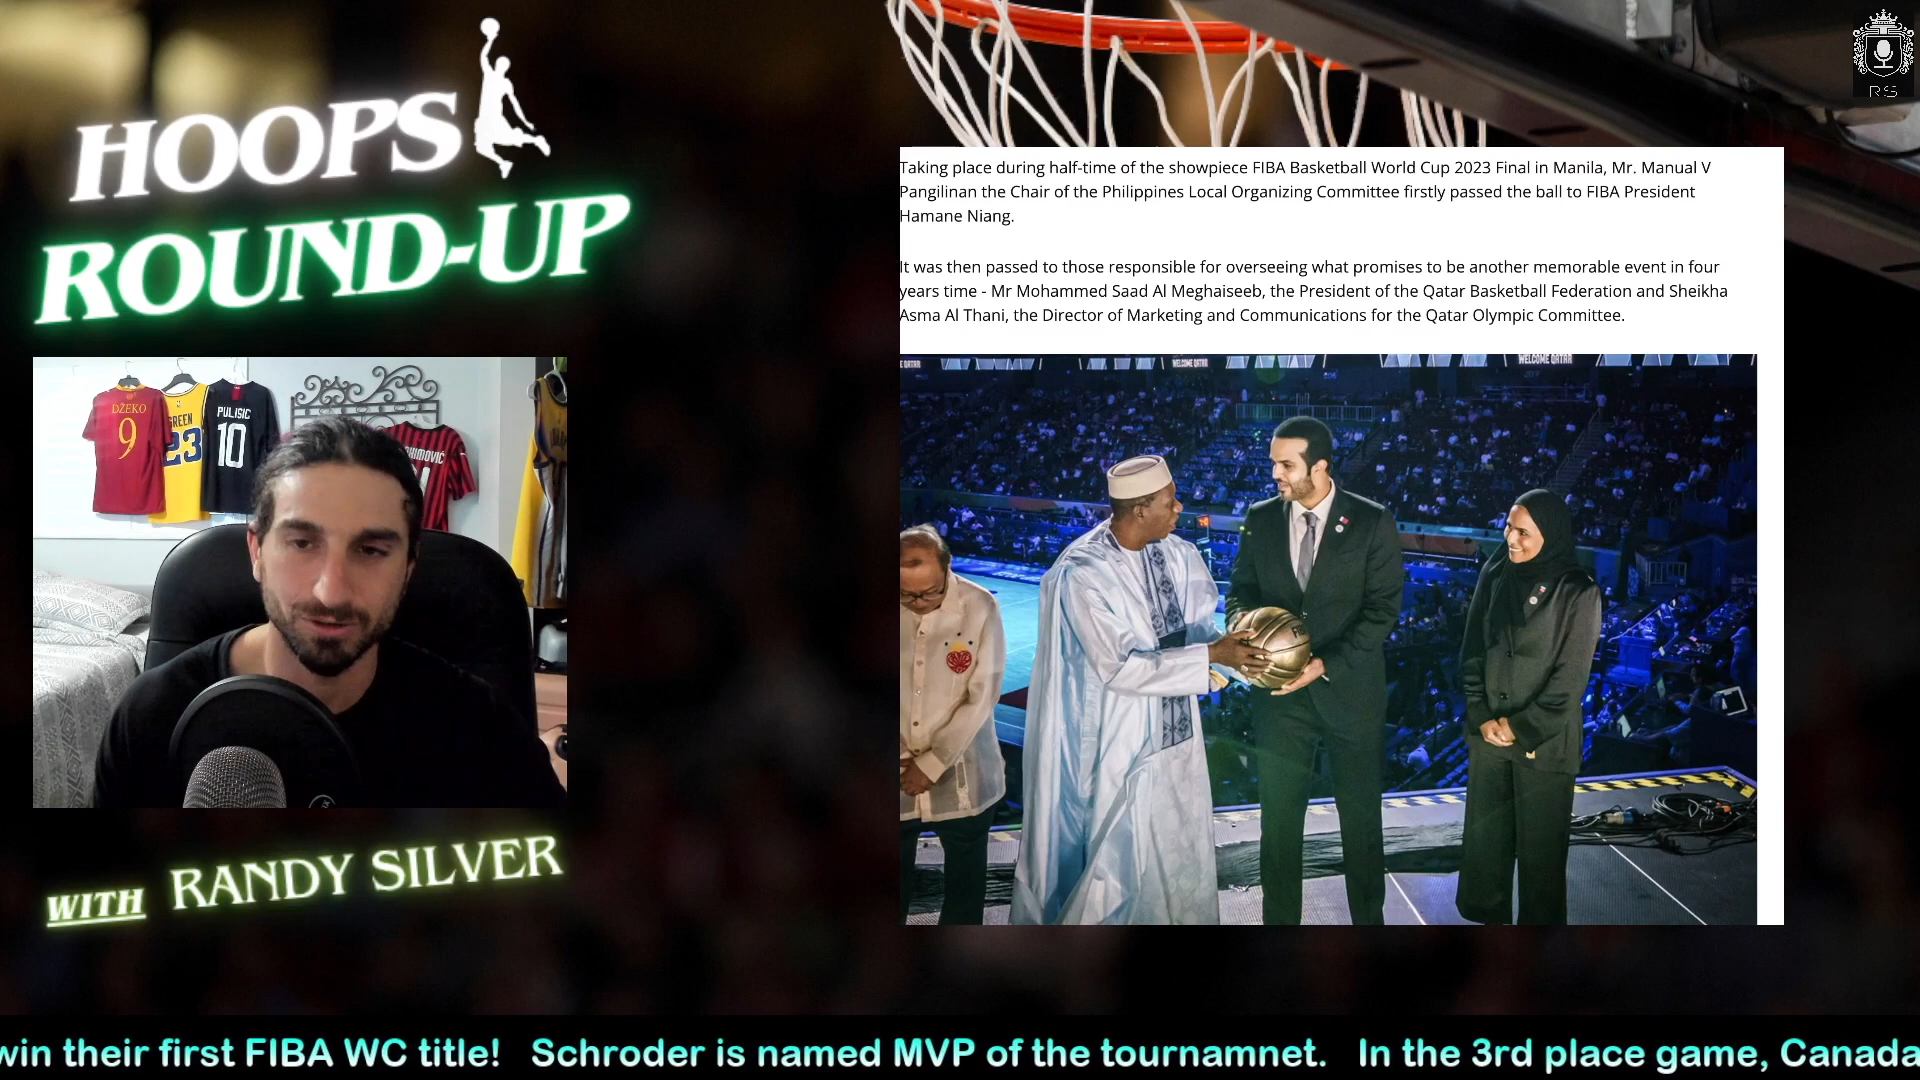 HOOPS
ROUND-UP
RS
Taking place during half-time of the showpiece FIBA Basketball World Cup 2023 Final in Manila, Mr. Manual V
Pangilinan the Chair of the Philippines Local Organizing Committee firstly passed the ball to FIBA President
Hamane Niang.
It was then passed to those responsible for overseeing what promises to be another memorable event in four
years time - Mr Mohammed Saad Al Meghaiseeb, the President of the Qatar Basketball Federation and Sheikha
Asma Al Thani, the Director of Marketing and Communications for the Qatar Olympic Committee.
QATAR
WELCOME QATAR
WELCOME QATAR
DŽEKO
9
GREEN
23
PULISIC
10
WITH RANDY SILVER
win their first FIBA WC title! Schroder is named MVP of the tournamnet. In the 3rd place game, Canada